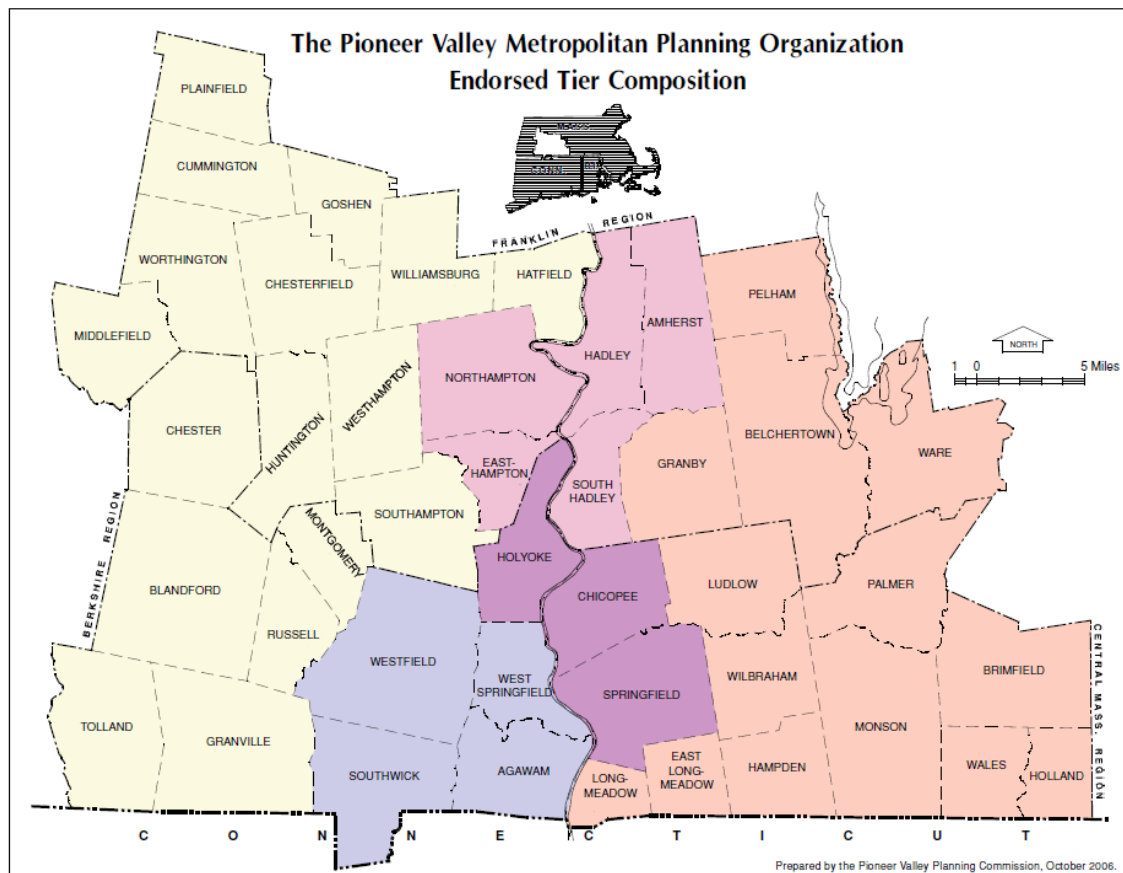 The Pioneer Valley Metropolitan Planning Organization
Endorsed Tier Composition
PLAINFIELD
MASS.
CUMMINGTON
CONN.
R.I.
GOSHEN
FRANKLIN REGION
WORTHINGTON
CHESTERFIELD
WILLIAMSBURG
HATFIELD
PELHAM
AMHERST
MIDDLEFIELD
HADLEY
NORTH
1 0 5 Miles
NORTHAMPTON
WESTHAMPTON
CHESTER
HUNTINGTON
BELCHERTOWN
WARE
EAST-
HAMPTON
GRANBY
SOUTH
HADLEY
SOUTHAMPTON
MONTGOMERY
BERKSHIRE REGION
HOLYOKE
LUDLOW
PALMER
BLANDFORD
CHICOPEE
RUSSELL
WESTFIELD
WEST
SPRINGFIELD
SPRINGFIELD
WILBRAHAM
BRIMFIELD
CENTRAL MASS. REGION
TOLLAND
GRANVILLE
MONSON
SOUTHWICK
AGAWAM
LONG-
MEADOW
EAST
LONG-
MEADOW
HAMPDEN
WALES
HOLLAND
C O N N E C T I C U T
Prepared by the Pioneer Valley Planning Commission, October 2006.